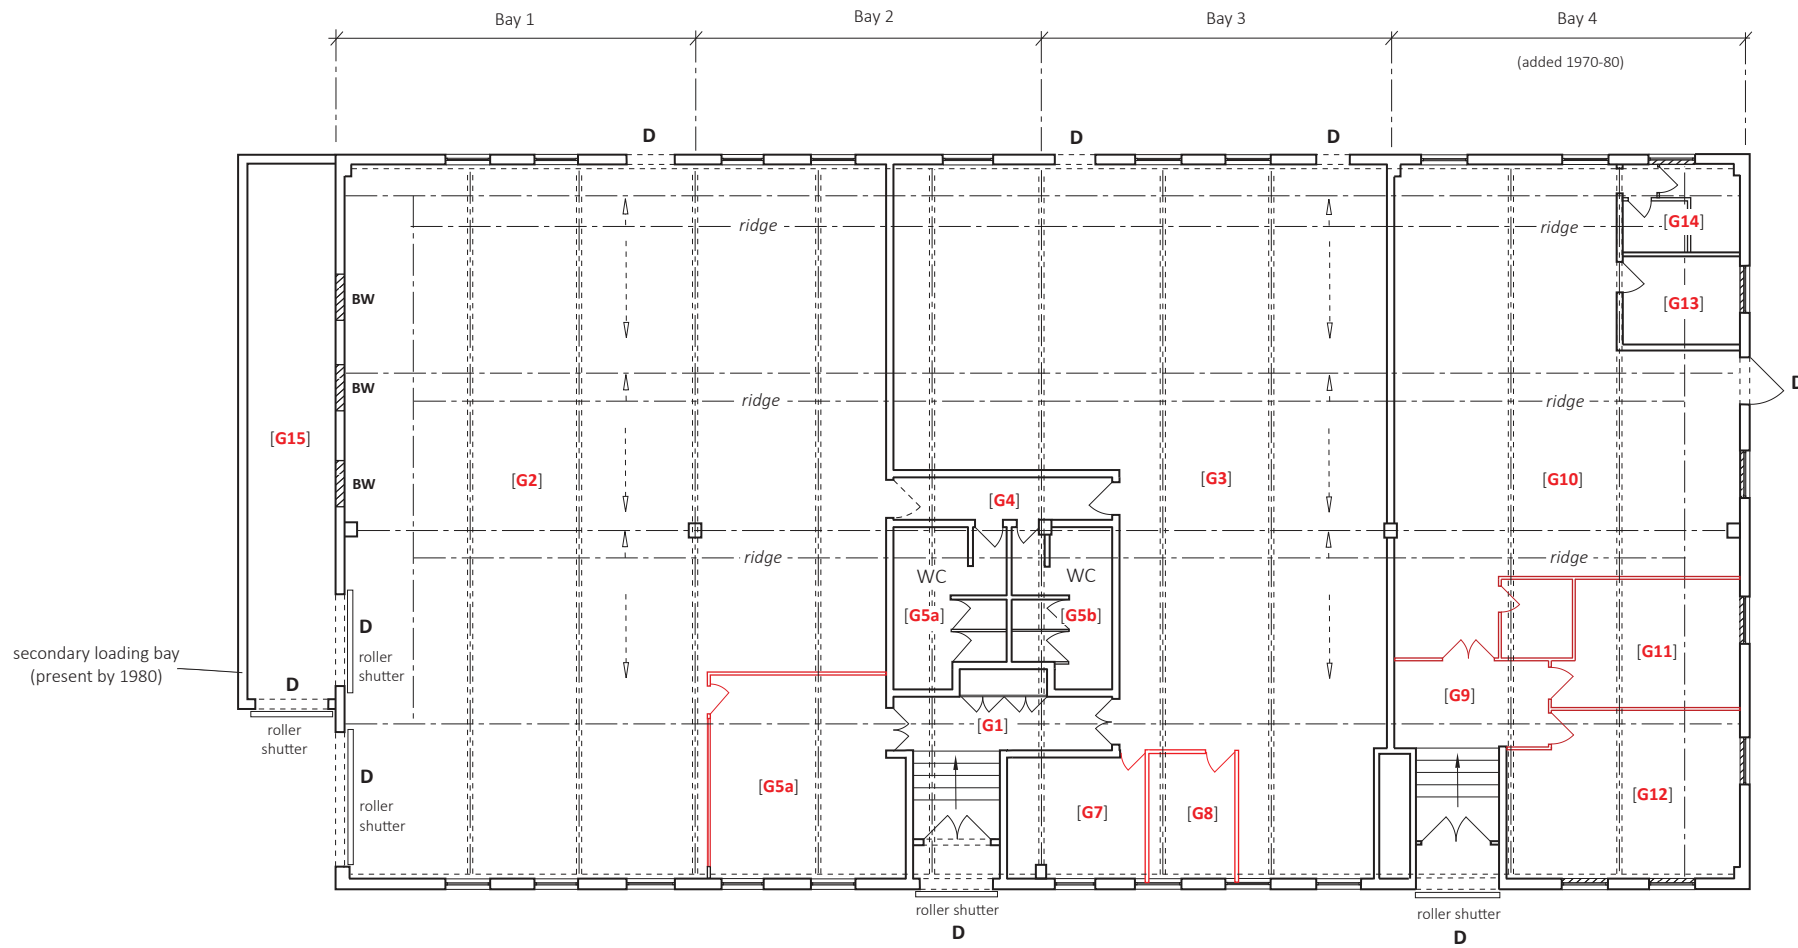 Bay 1
Bay 2
Bay 3
Bay 4
(added 1970-80)
D
D
D
ridge
ridge
[G14]
BW
[G13]
BW
ridge
ridge
D
[G15]
BW
[G2]
[G4]
[G3]
[G10]
ridge
ridge
WC
WC
[G5a]
[G5b]
D
roller
shutter
secondary loading bay
(present by 1980)
D
[G11]
[G9]
[G1]
roller
shutter
D
roller
shutter
[G5a]
[G7]
[G8]
[G12]
roller shutter
D
roller shutter
D